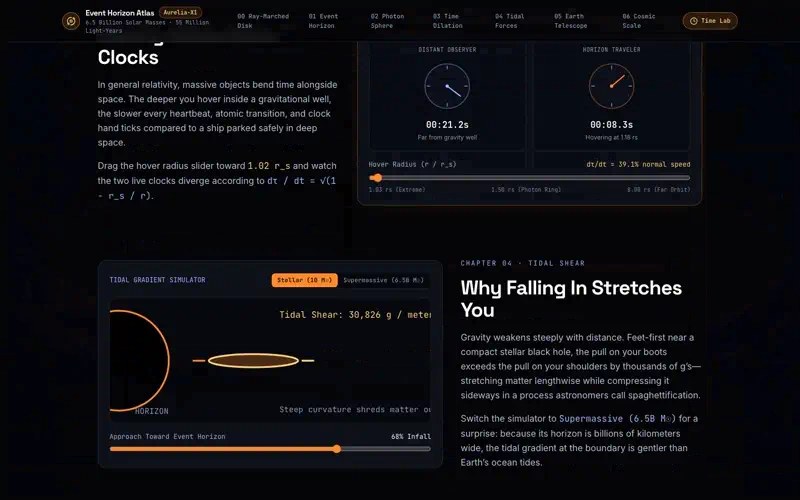 Event Horizon Atlas Aurelia-X1
6.5 Billion Solar Masses · 55 Million
Light-Years
00 Ray-Marched
Disk
01 Event
Horizon
02 Photon
Sphere
03 Time
Dilation
04 Tidal
Forces
05 Earth
Telescope
06 Cosmic
Scale
Time Lab
Clocks
In general relativity, massive objects bend time alongside
space. The deeper you hover inside a gravitational well,
the slower every heartbeat, atomic transition, and clock
hand ticks compared to a ship parked safely in deep
space.
Drag the hover radius slider toward 1.02 r_s and watch
the two live clocks diverge according to dτ / dt = √(1
- r_s / r).
DISTANT OBSERVER
00:21.2s
Far from gravity well
HORIZON TRAVELER
00:08.3s
Hovering at 1.18 rs
Hover Radius (r / r_s)
dτ/dt = 39.1% normal speed
1.03 rs (Extreme)
1.50 rs (Photon Ring)
6.00 rs (Far Orbit)
TIDAL GRADIENT SIMULATOR
Stellar (10 M☉)
Supermassive (6.5B M☉)
Tidal Shear: 30,826 g / meter
HORIZON
Steep curvature shreds matter
Approach Toward Event Horizon
68% Infall
CHAPTER 04 · TIDAL SHEAR
Why Falling In Stretches
You
Gravity weakens steeply with distance. Feet-first near a
compact stellar black hole, the pull on your boots
exceeds the pull on your shoulders by thousands of g's—
stretching matter lengthwise while compressing it
sideways in a process astronomers call spaghettification.
Switch the simulator to Supermassive (6.5B M☉) for a
surprise: because its horizon is billions of kilometers
wide, the tidal gradient at the boundary is gentler than
Earth's ocean tides.